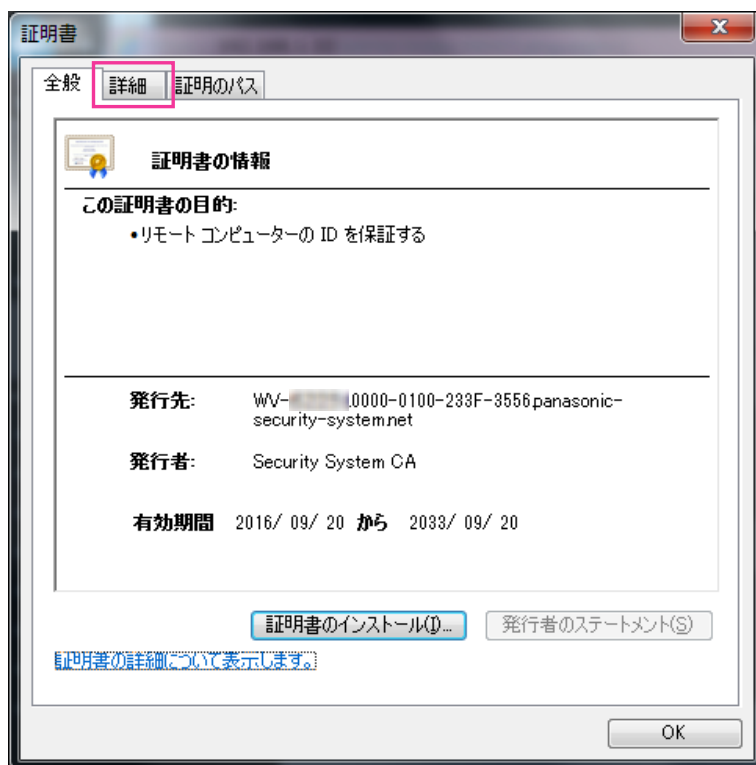 証明書
全般 詳細 証明のパス
証明書の情報
この証明書の目的:
•リモート コンピューターの ID を保証する
発行先: WV- .0000-0100-233F-3556.panasonic-
security-system.net
発行者: Security System CA
有効期間 2016/ 09/ 20 から 2033/ 09/ 20
証明書のインストール(I)... 発行者のステートメント(S)
証明書の詳細について表示します。
OK